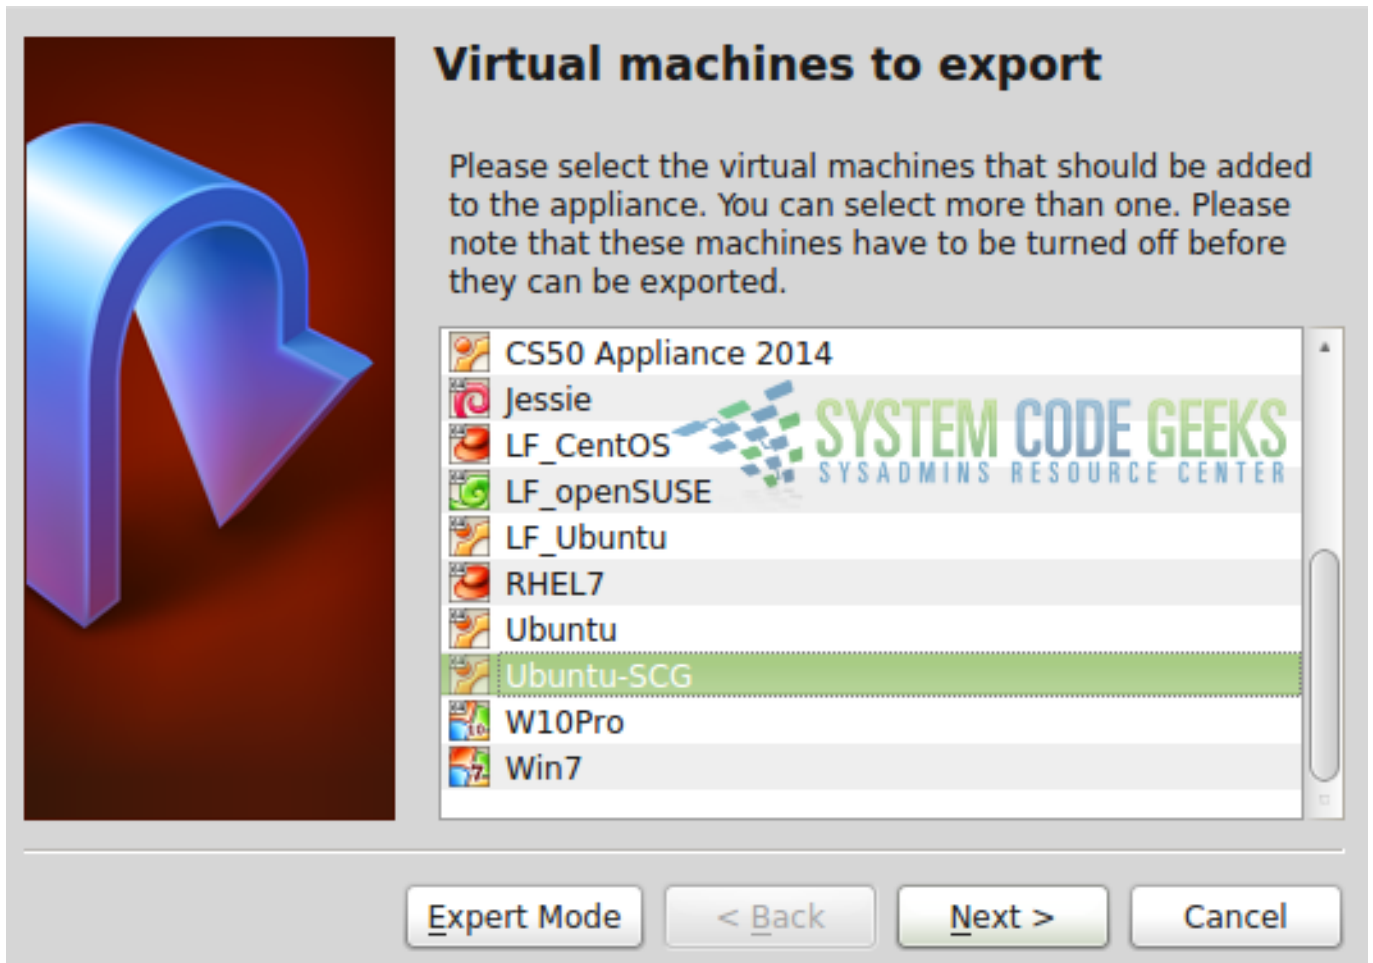 Virtual machines to export
Please select the virtual machines that should be added
to the appliance. You can select more than one. Please
note that these machines have to be turned off before
they can be exported.
CS50 Appliance 2014
Jessie
LF_CentOS
LF_openSUSE
LF_Ubuntu
RHEL7
Ubuntu
Ubuntu-SCG
W10Pro
Win7
SYSTEM CODE GEEKS
SYSADMINS RESOURCE CENTER
Expert Mode
< Back
Next >
Cancel